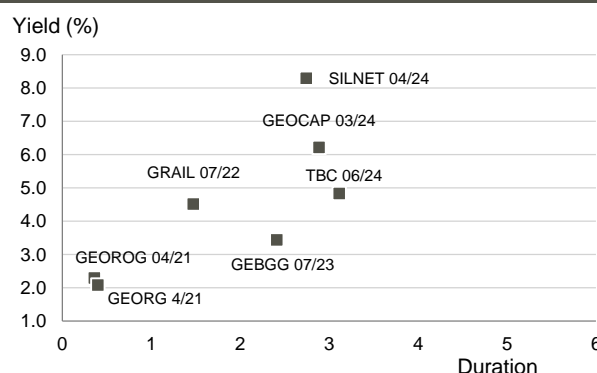 Yield (%)
9.0
8.0
7.0
6.0
5.0
4.0
3.0
2.0
1.0
SILNET 04/24
GEOCAP 03/24
GRAIL 07/22
TBC 06/24
GEBGG 07/23
GEOROG 04/21
GEORG 4/21
0 1 2 3 4 5 6
Duration